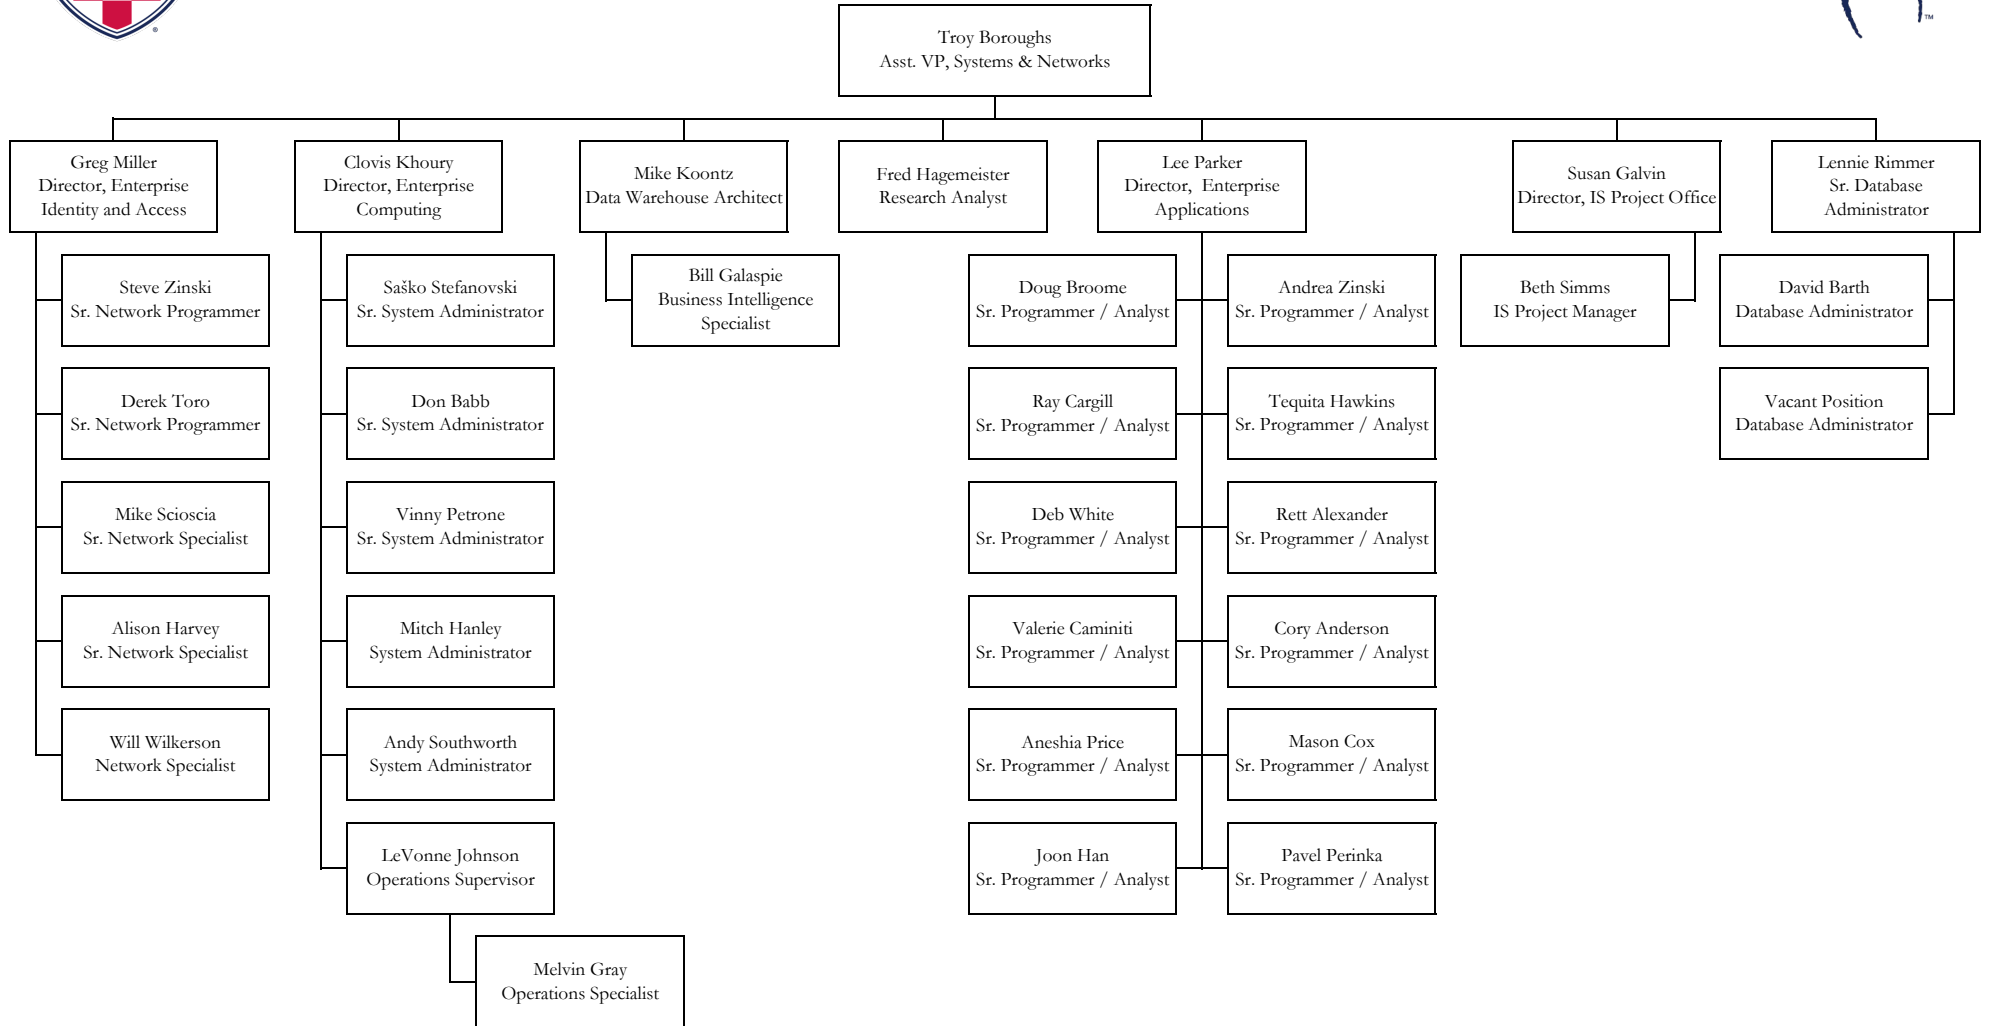 ®
TM
Troy Boroughs
Asst. VP, Systems & Networks
Greg Miller
Director, Enterprise
Identity and Access
Clovis Khoury
Director, Enterprise
Computing
Mike Koontz
Data Warehouse Architect
Fred Hagemeister
Research Analyst
Lee Parker
Director, Enterprise
Applications
Susan Galvin
Director, IS Project Office
Lennie Rimmer
Sr. Database
Administrator
Steve Zinski
Sr. Network Programmer
Saško Stefanovski
Sr. System Administrator
Bill Galaspie
Business Intelligence
Specialist
Doug Broome
Sr. Programmer / Analyst
Andrea Zinski
Sr. Programmer / Analyst
Beth Simms
IS Project Manager
David Barth
Database Administrator
Derek Toro
Sr. Network Programmer
Don Babb
Sr. System Administrator
Ray Cargill
Sr. Programmer / Analyst
Tequita Hawkins
Sr. Programmer / Analyst
Vacant Position
Database Administrator
Mike Scioscia
Sr. Network Specialist
Vinny Petrone
Sr. System Administrator
Deb White
Sr. Programmer / Analyst
Rett Alexander
Sr. Programmer / Analyst
Alison Harvey
Sr. Network Specialist
Mitch Hanley
System Administrator
Valerie Caminiti
Sr. Programmer / Analyst
Cory Anderson
Sr. Programmer / Analyst
Will Wilkerson
Network Specialist
Andy Southworth
System Administrator
Aneshia Price
Sr. Programmer / Analyst
Mason Cox
Sr. Programmer / Analyst
LeVonne Johnson
Operations Supervisor
Joon Han
Sr. Programmer / Analyst
Pavel Perinka
Sr. Programmer / Analyst
Melvin Gray
Operations Specialist